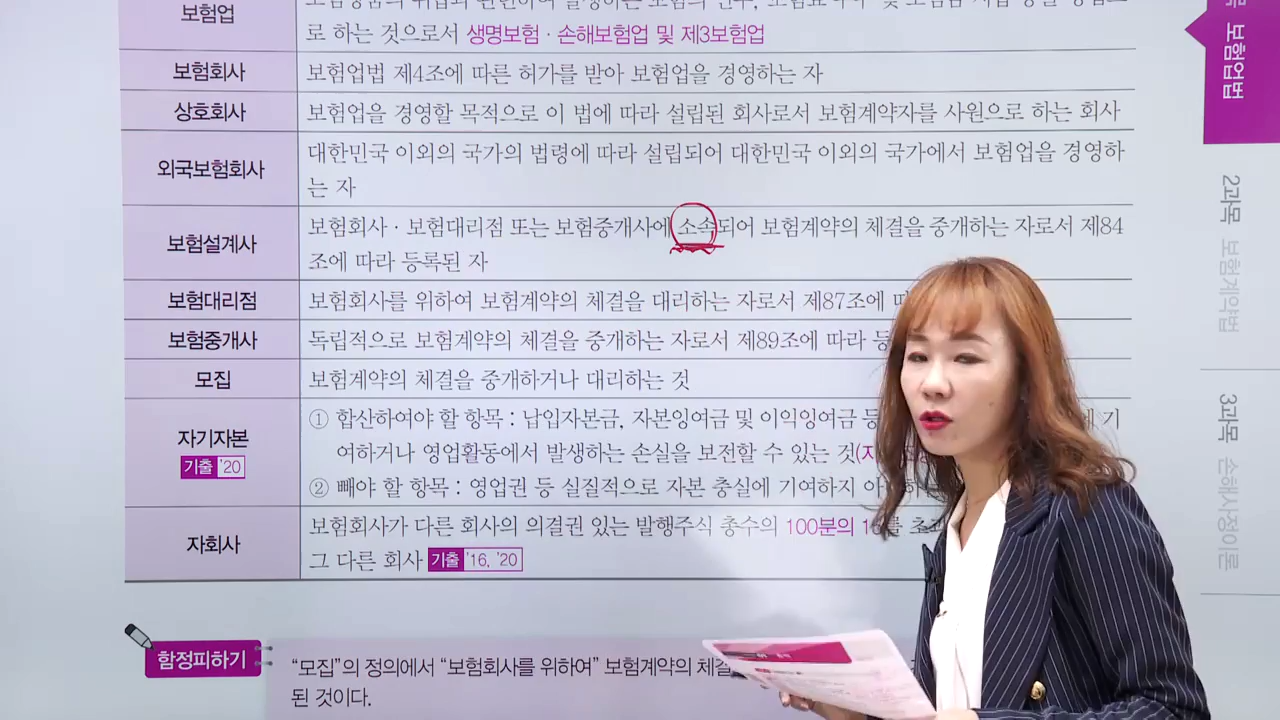 보험업
로 하는 것으로서 생명보험 · 손해보험업 및 제3보험업
보험회사
보험업법 제4조에 따른 허가를 받아 보험업을 경영하는 자
상호회사
보험업을 경영할 목적으로 이 법에 따라 설립된 회사로서 보험계약자를 사원으로 하는 회사
외국보험회사
대한민국 이외의 국가의 법령에 따라 설립되어 대한민국 이외의 국가에서 보험업을 경영하
는 자
보험설계사
보험회사 · 보험대리점 또는 보험중개사에 소속되어 보험계약의 체결을 중개하는 자로서 제84
조에 따라 등록된 자
보험대리점
보험회사를 위하여 보험계약의 체결을 대리하는 자로서 제87조에
보험중개사
독립적으로 보험계약의 체결을 중개하는 자로서 제89조에 따라
모집
보험계약의 체결을 중개하거나 대리하는 것
자기자본
기출 '20
① 합산하여야 할 항목 : 납입자본금, 자본잉여금 및 이익잉여금 기
여하거나 영업활동에서 발생하는 손실을 보전할 수 있는 것
② 빼야 할 항목 : 영업권 등 실질적으로 자본 충실에 기여하지
자회사
보험회사가 다른 회사의 의결권 있는 발행주식 총수의 100분의
그 다른 회사 기출 '16, '20
함정피하기
“모집”의 정의에서 “보험회사를 위하여” 보험계약의
된 것이다.
보험업법
2과목 보험계약법
3과목 손해사정이론